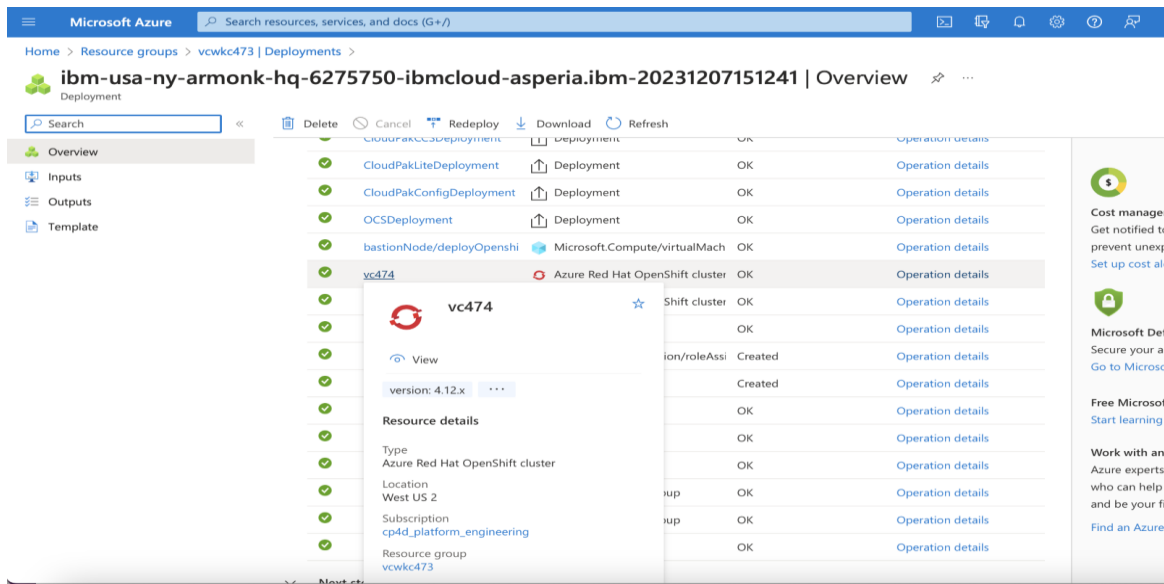 Microsoft Azure
Search resources, services, and docs (G+/)
Home > Resource groups > vcwkc473 | Deployments >
ibm-usa-ny-armonk-hq-6275750-ibmcloud-asperia.ibm-20231207151241 | Overview
Deployment
Search
«
Delete Cancel Redeploy Download Refresh
Overview
Inputs
Outputs
Template
CloudPakCCSDeployment Deployment OK Operation details
CloudPakLiteDeployment Deployment OK Operation details
CloudPakConfigDeployment Deployment OK Operation details
OCSDeployment Deployment OK Operation details
bastionNode/deployOpenshi Microsoft.Compute/virtualMach OK Operation details
vc474 Azure Red Hat OpenShift cluster OK Operation details
Shift cluster OK Operation details
OK Operation details
ion/roleAssi Created Operation details
Created Operation details
OK Operation details
OK Operation details
OK Operation details
up OK Operation details
up OK Operation details
OK Operation details
vc474
View
version: 4.12.x ...
Resource details
Type
Azure Red Hat OpenShift cluster
Location
West US 2
Subscription
cp4d_platform_engineering
Resource group
vcwkc473
Next st
Cost manage
Get notified t
prevent unexp
Set up cost al
Microsoft Def
Secure your a
Go to Microso
Free Microsof
Start learning
Work with an
Azure experts
who can help
and be your fi
Find an Azure